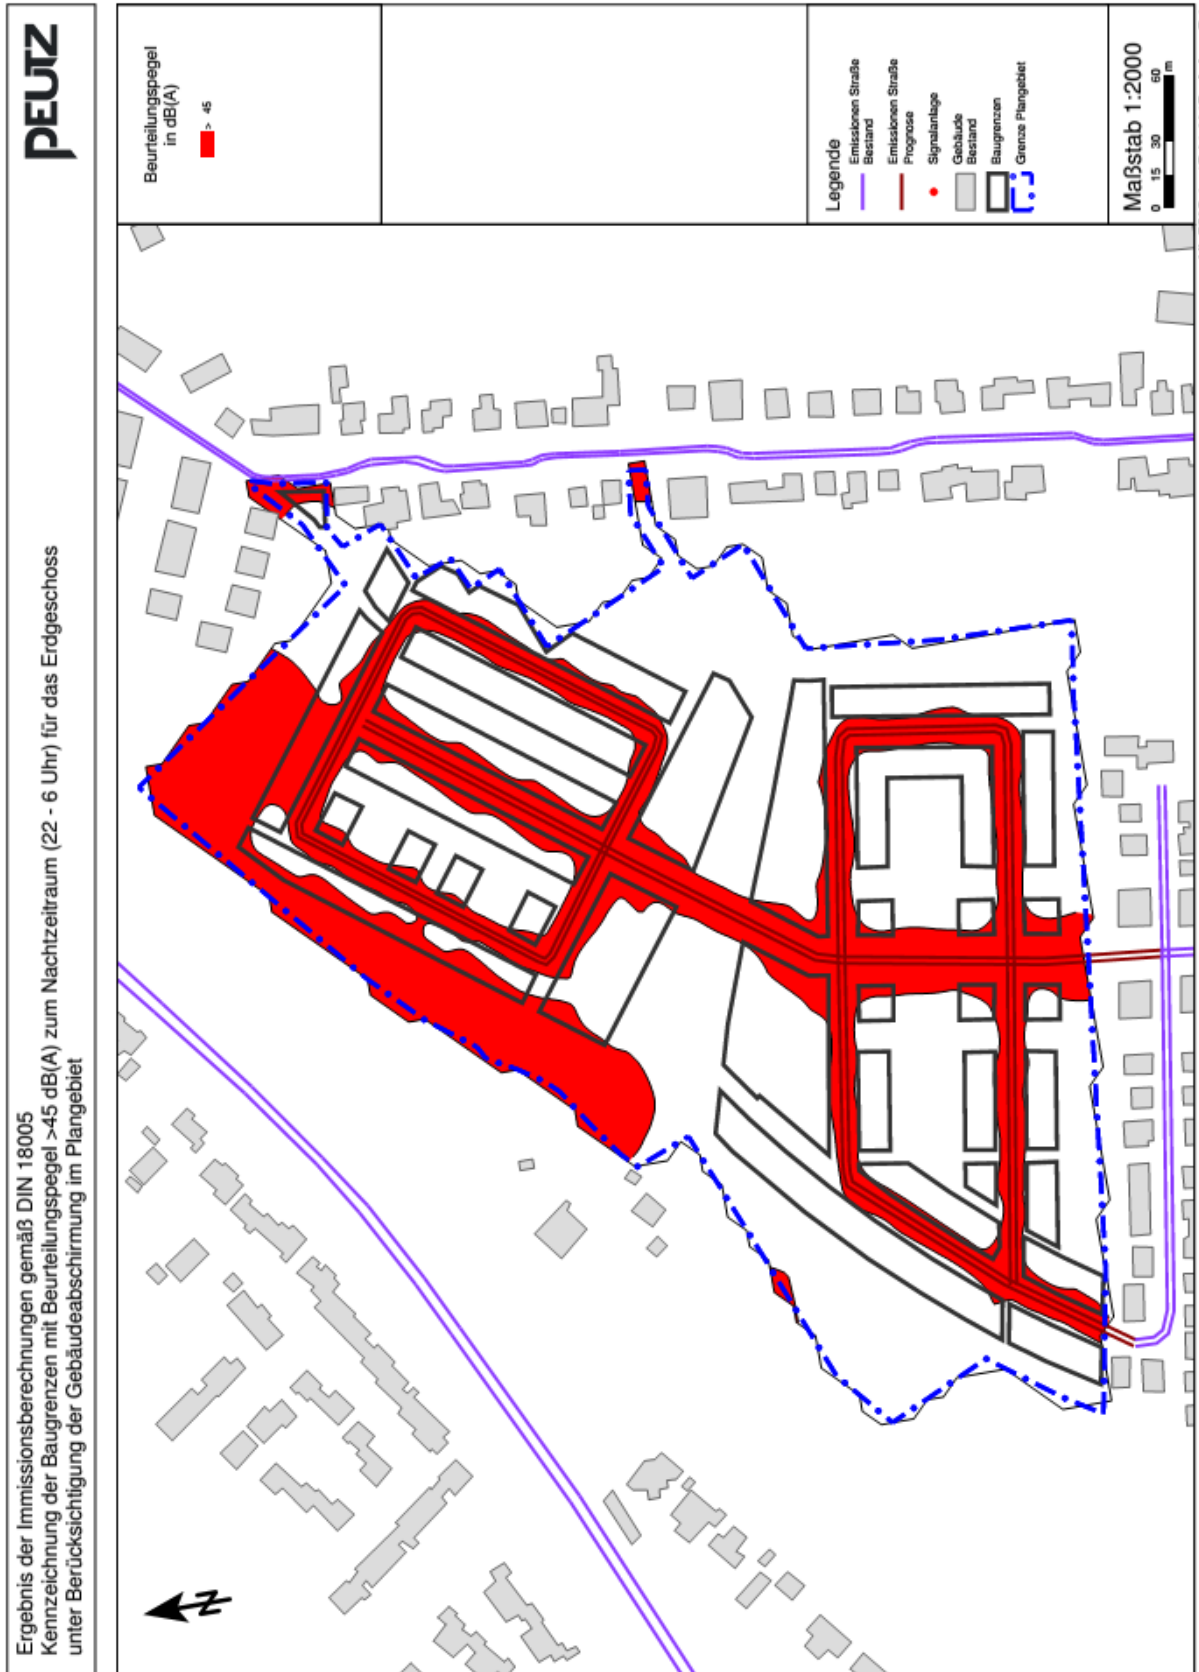 Ergebnis der Immissionsberechnungen gemäß DIN 18005
Kennzeichnung der Baugrenzen mit Beurteilungspegel >45 dB(A) zum Nachtzeitraum (22 - 6 Uhr) für das Erdgeschoss
unter Berücksichtigung der Gebäudeabschirmung im Plangebiet
PEUTZ
Beurteilungspegel
in dB(A)
> 45
Legende
Emissionen Straße
Bestand
Emissionen Straße
Prognose
Signalanlage
Gebäude
Bestand
Baugrenzen
Grenze Plangebiet
Maßstab 1:2000
0 15 30 60 m
N